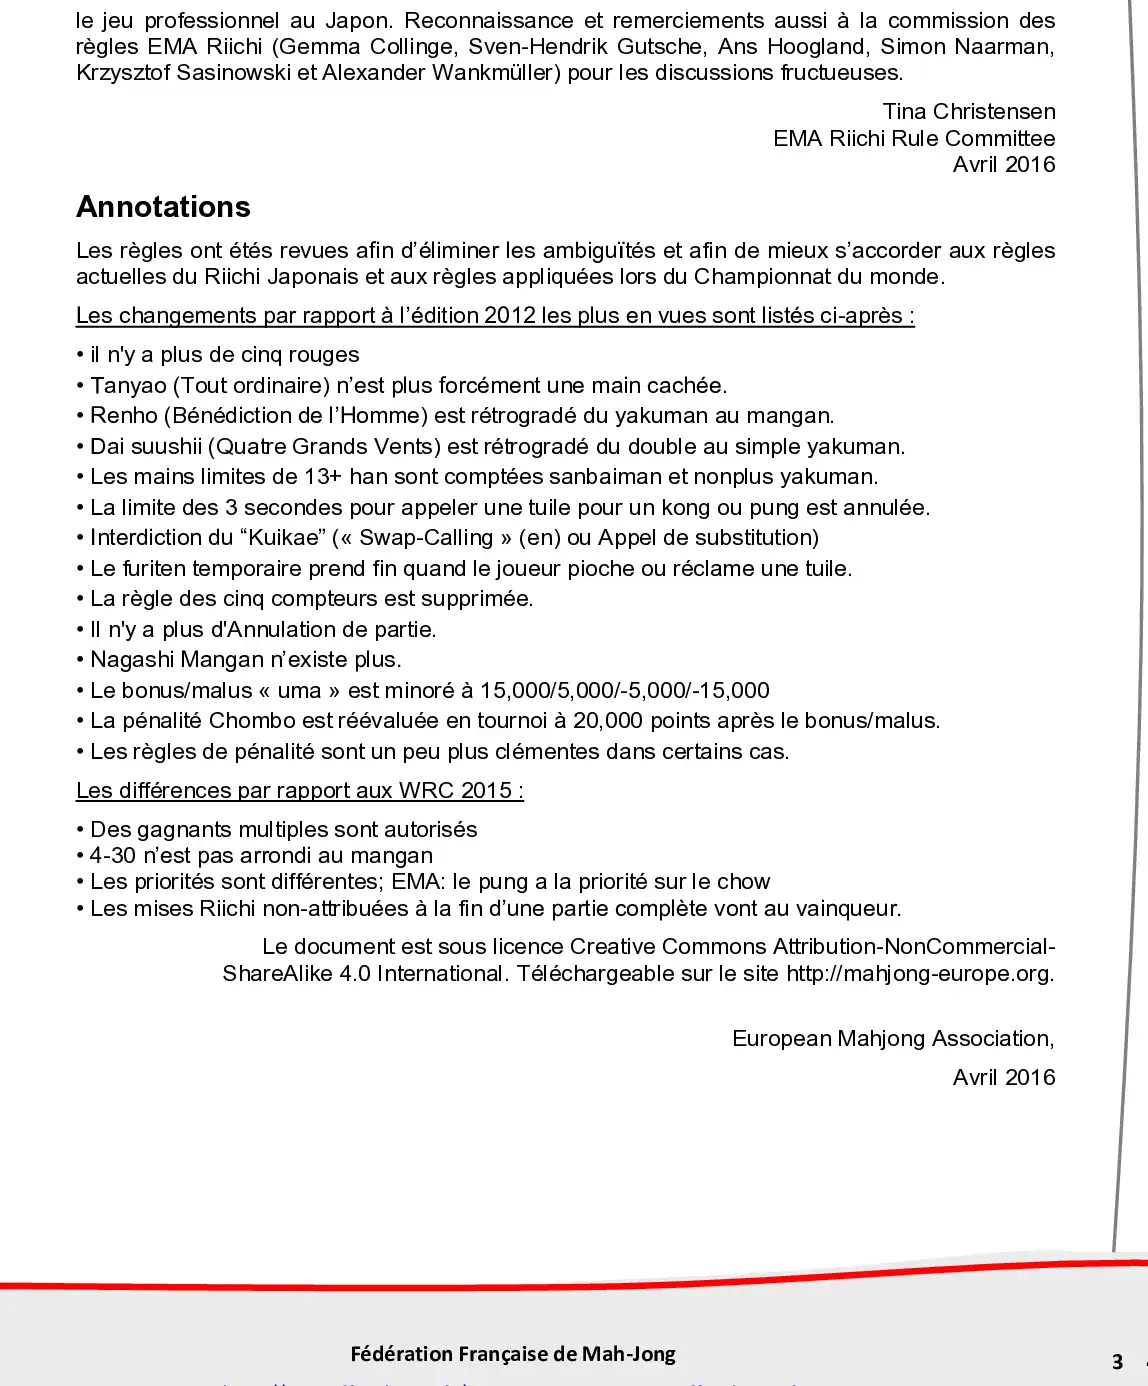 le jeu professionnel au Japon. Reconnaissance et remerciements aussi à la commission des
règles EMA Riichi (Gemma Collinge, Sven-Hendrik Gutsche, Ans Hoogland, Simon Naarman,
Krzysztof Sasinowski et Alexander Wankmüller) pour les discussions fructueuses.
Tina Christensen
EMA Riichi Rule Committee
Avril 2016
Annotations
Les règles ont étés revues afin d’éliminer les ambiguïtés et afin de mieux s’accorder aux règles
actuelles du Riichi Japonais et aux règles appliquées lors du Championnat du monde.
Les changements par rapport à l’édition 2012 les plus en vues sont listés ci-après :
• il n'y a plus de cinq rouges
• Tanyao (Tout ordinaire) n’est plus forcément une main cachée.
• Renho (Bénédiction de l’Homme) est rétrogradé du yakuman au mangan.
• Dai suushii (Quatre Grands Vents) est rétrogradé du double au simple yakuman.
• Les mains limites de 13+ han sont comptées sanbaiman et nonplus yakuman.
• La limite des 3 secondes pour appeler une tuile pour un kong ou pung est annulée.
• Interdiction du “Kuikae” (« Swap-Calling » (en) ou Appel de substitution)
• Le furiten temporaire prend fin quand le joueur pioche ou réclame une tuile.
• La règle des cinq compteurs est supprimée.
• Il n'y a plus d'Annulation de partie.
• Nagashi Mangan n’existe plus.
• Le bonus/malus « uma » est minoré à 15,000/5,000/-5,000/-15,000
• La pénalité Chombo est réévaluée en tournoi à 20,000 points après le bonus/malus.
• Les règles de pénalité sont un peu plus clémentes dans certains cas.
Les différences par rapport aux WRC 2015 :
• Des gagnants multiples sont autorisés
• 4-30 n’est pas arrondi au mangan
• Les priorités sont différentes; EMA: le pung a la priorité sur le chow
• Les mises Riichi non-attribuées à la fin d’une partie complète vont au vainqueur.
Le document est sous licence Creative Commons Attribution-NonCommercial-
ShareAlike 4.0 International. Téléchargeable sur le site http://mahjong-europe.org.
European Mahjong Association,
Avril 2016
Fédération Française de Mah-Jong
3